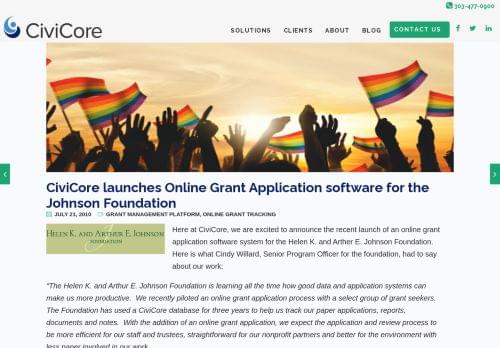 303-477-0900
CiviCore
SOLUTIONS CLIENTS ABOUT BLOG CONTACT US
CiviCore launches Online Grant Application software for the
Johnson Foundation
JULY 21, 2010 GRANT MANAGEMENT PLATFORM, ONLINE GRANT TRACKING
HELEN K. AND ARTHUR E. JOHNSON
FOUNDATION
Here at CiviCore, we are excited to announce the recent launch of an online grant
application software system for the Helen K. and Arther E. Johnson Foundation.
Here is what Cindy Willard, Senior Program Officer for the foundation, had to say
about our work:
"The Helen K. and Arthur E. Johnson Foundation is learning all the time how good data and application systems can
make us more productive. We recently piloted an online grant application process with a select group of grant seekers.
The Foundation has used a CiviCore database for three years to help us track our paper applications, reports,
documents and notes. With the addition of an online grant application, we expect the application and review process to
be more efficient for our staff and trustees, straightforward for our nonprofit partners and better for the environment with
less paper involved in our work.